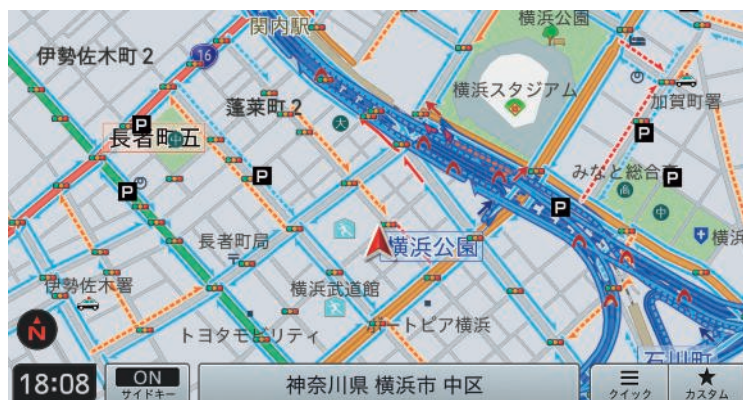 関内駅
横浜公園
伊勢佐木町2
16
横浜スタジアム
蓬莱町2
大
加賀町署
P
P
長者町五
中
みなと総合高
P
P
P
高
中
P
横浜
長者町局
横浜公園
伊勢佐木署
横浜武道館
N
トヨタモビリティ
ボートピア横浜
石川町
18:08
ON
サイドキー
神奈川県 横浜市 中区
クイック
カスタム